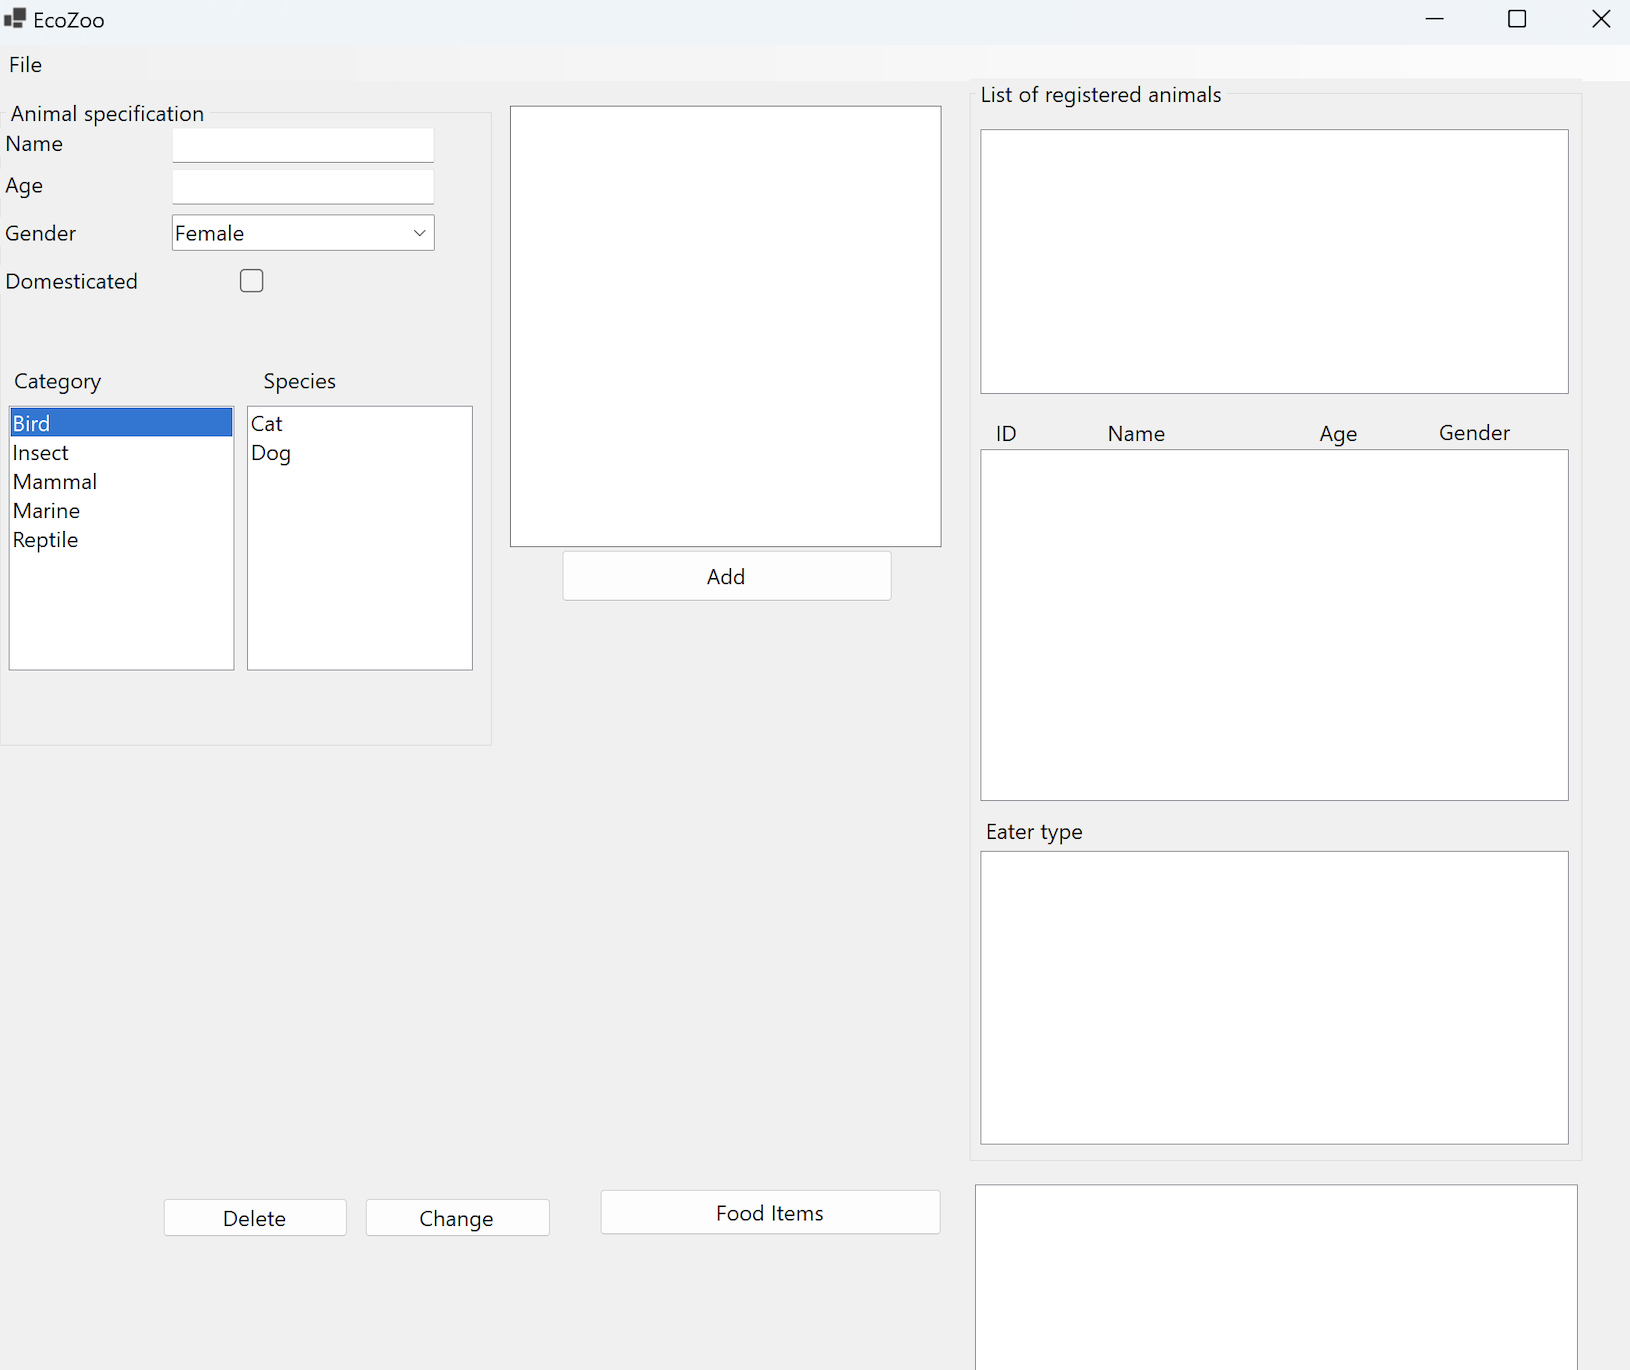 EcoZoo
File
Animal specification
Name
Age
Gender
Female
Domesticated
Category
Species
Bird
Insect
Mammal
Marine
Reptile
Cat
Dog
Add
List of registered animals
ID
Name
Age
Gender
Eater type
Delete
Change
Food Items